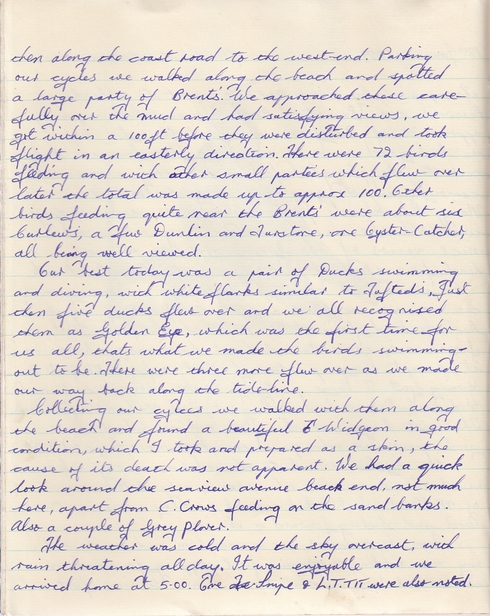 then along the coast road to the west-end. Parking
our cycles we walked along the beach and spotted
a large party of Brents'. We approached these care-
fully over the mud and had satisfying views, we
got within a 100ft before they were disturbed and took
flight in an easterly direction. There were 72 birds
feeding and with other small parties which flew over
later the total was made up to approx 100. Other
birds feeding quite near the Brents' were about six
Curlews, a few Dunlin and Turstone, one Oyster-Catcher,
all being well viewed.
Our best today was a pair of Ducks swimming
and diving, with white flanks similar to Tufted's, Just
then five ducks flew over and we all recognised
them as Golden Eye, which was the first time for
us all, thats what we made the birds swimming-
out to be. There were three more flew over as we made
our way back along the tide-line.
Collecting our cycles we walked with them along
the beach and found a beautiful Widgeon in good
condition, which I took and prepared as a skin, the
cause of its death was not apparent. We had a quick
look around the seaview avenue beach end, not much
here, apart from C. Crows feeding on the sand banks.
Also a couple of Grey Plover.
The weather was cold and the sky overcast, with
rain threatening all day. It was enjoyable and we
arrived home at 5-00. One Snipe & L.T.TIT were also noted.